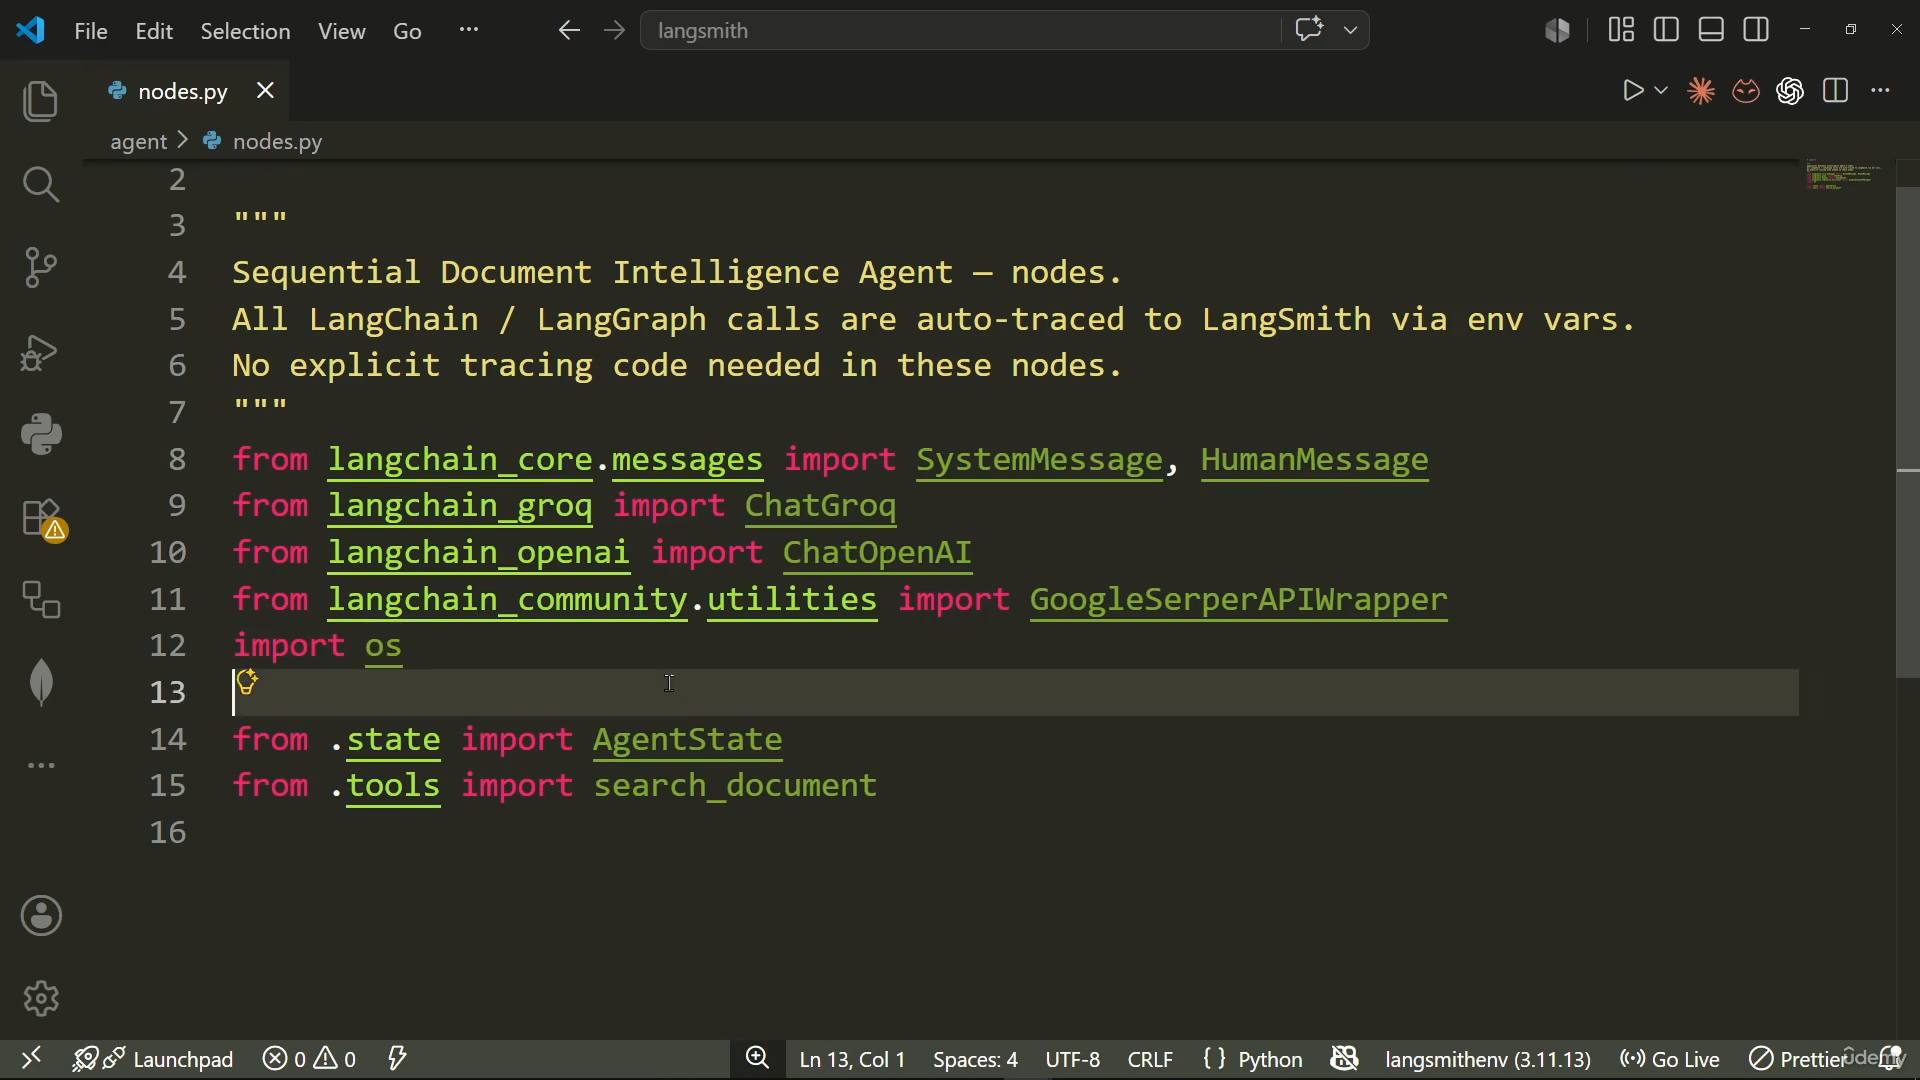 File Edit Selection View Go ··· langsmith
nodes.py
agent > nodes.py
2
3 """
4 Sequential Document Intelligence Agent — nodes.
5 All LangChain / LangGraph calls are auto-traced to LangSmith via env vars.
6 No explicit tracing code needed in these nodes.
7 """
8 from langchain_core.messages import SystemMessage, HumanMessage
9 from langchain_groq import ChatGroq
10 from langchain_openai import ChatOpenAI
11 from langchain_community.utilities import GoogleSerperAPIWrapper
12 import os
13
14 from .state import AgentState
15 from .tools import search_document
16
Launchpad 0 0 Ln 13, Col 1 Spaces: 4 UTF-8 CRLF { } Python langsmithenv (3.11.13) Go Live Prettier
udemy